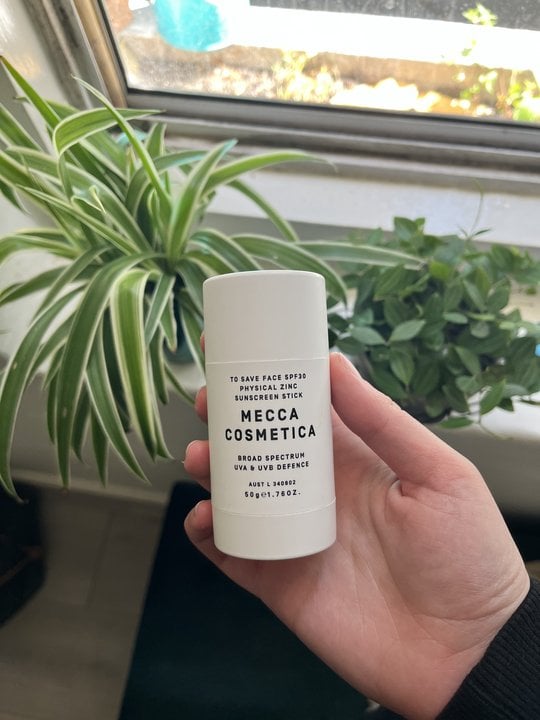 TO SAVE FACE SPF30
PHYSICAL ZINC
SUNSCREEN STICK
MECCA
COSMETICA
BROAD SPECTRUM
UVA & UVB DEFENCE
AUST L 340802
50g℮1.76OZ.